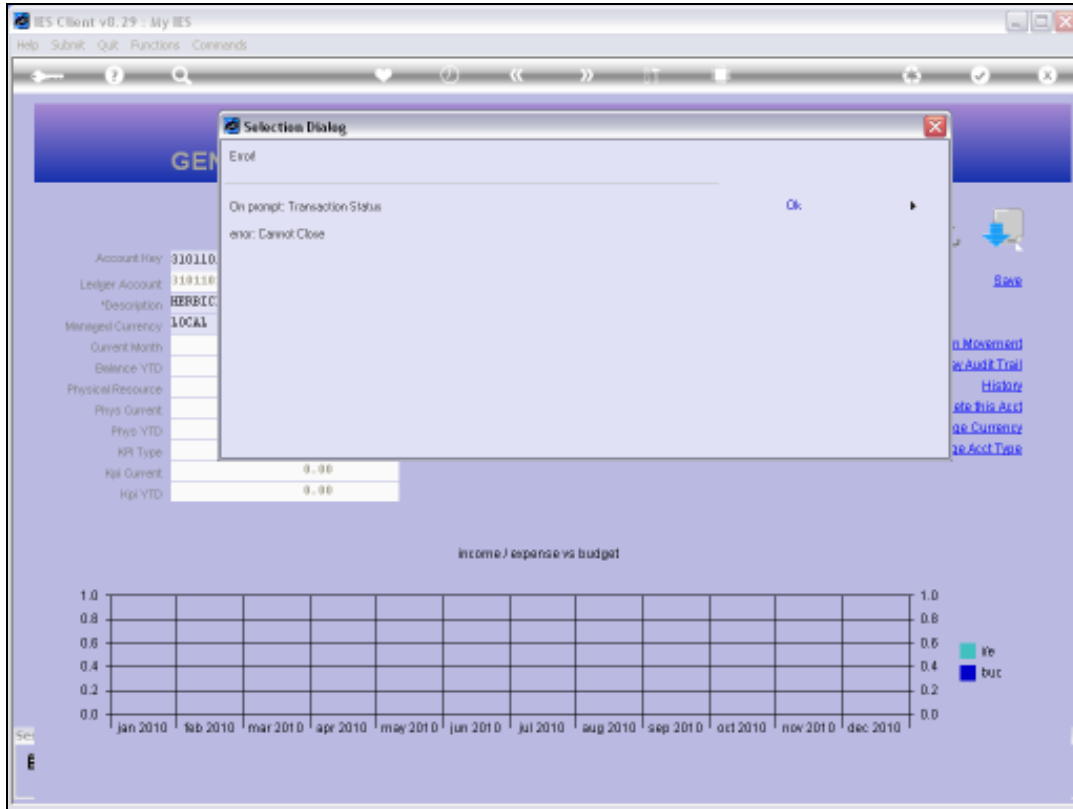 IES Client v8.29 : My IES
Help Submit Quit Functions Commands
Selection Dialog
GEN
Error!
On prompt: Transaction Status
Ok
error: Cannot Close
Account Key 310110
Ledger Account 310110
Save
*Description HERBIC
Managed Currency LOCAL
Current Month
n Movement
Balance YTD
w Audit Trail
Physical Resource
History
Phys Current
ete this Acct
Phys YTD
ge Currency
KPI Type
ge Acct Type
Kpi Current 0.00
Kpi YTD 0.00
income / expense vs budget
1.0 1.0
0.8 0.8
0.6 0.6
i/e
0.4 0.4
buc
0.2 0.2
0.0 0.0
jan 2010 feb 2010 mar 2010 apr 2010 may 2010 jun 2010 jul 2010 aug 2010 sep 2010 oct 2010 nov 2010 dec 2010